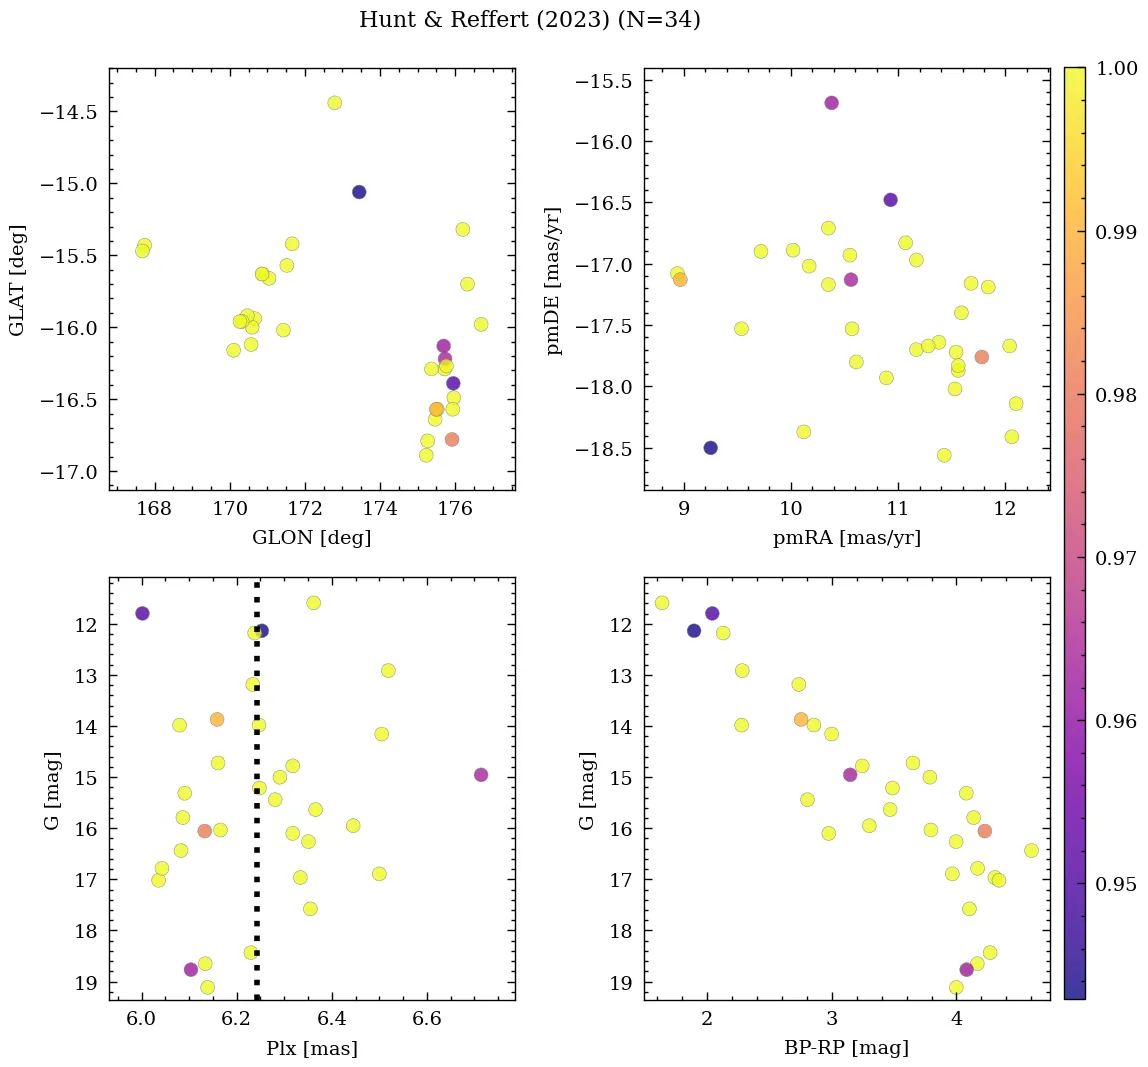 Hunt & Reffert (2023) (N=34)
−14.5
−15.0
−15.5
−16.0
−16.5
−17.0
GLAT [deg]
168 170 172 174 176
GLON [deg]
−15.5
−16.0
−16.5
−17.0
−17.5
−18.0
−18.5
pmDE [mas/yr]
9 10 11 12
pmRA [mas/yr]
12
13
14
15
16
17
18
19
G [mag]
6.0 6.2 6.4 6.6
Plx [mas]
12
13
14
15
16
17
18
19
G [mag]
2 3 4
BP-RP [mag]
1.00
0.99
0.98
0.97
0.96
0.95